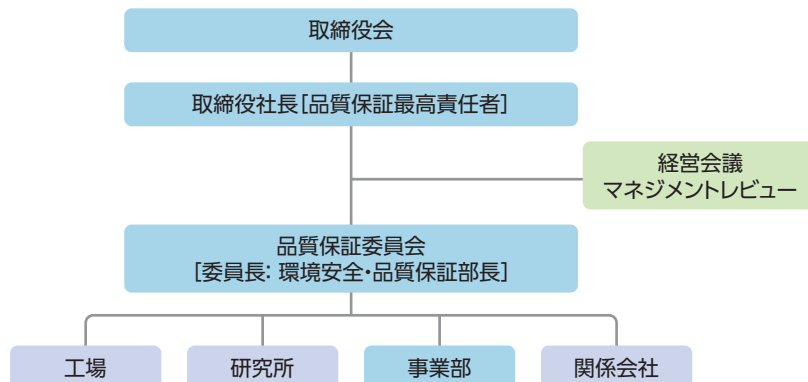 取締役会
取締役社長[品質保証最高責任者]
経営会議
マネジメントレビュー
品質保証委員会
[委員長: 環境安全・品質保証部長]
工場
研究所
事業部
関係会社